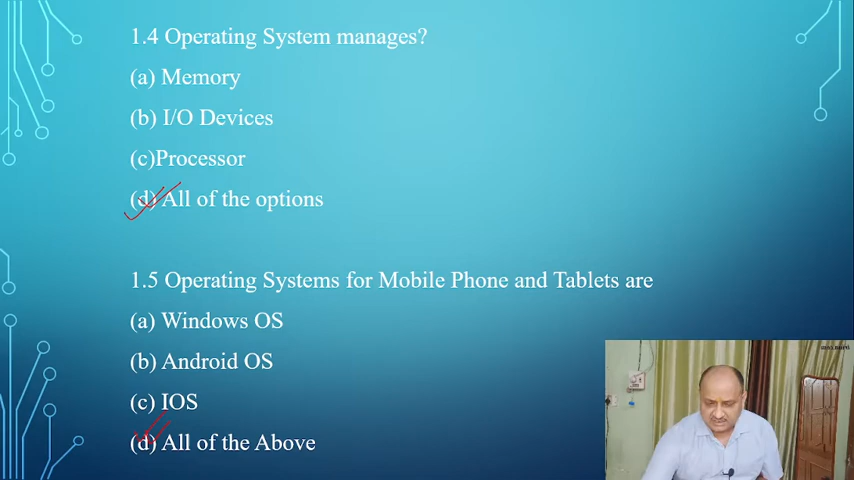 1.4 Operating System manages?
(a) Memory
(b) I/O Devices
(c)Processor
(d) All of the options
1.5 Operating Systems for Mobile Phone and Tablets are
(a) Windows OS
(b) Android OS
(c) IOS
(d) All of the Above